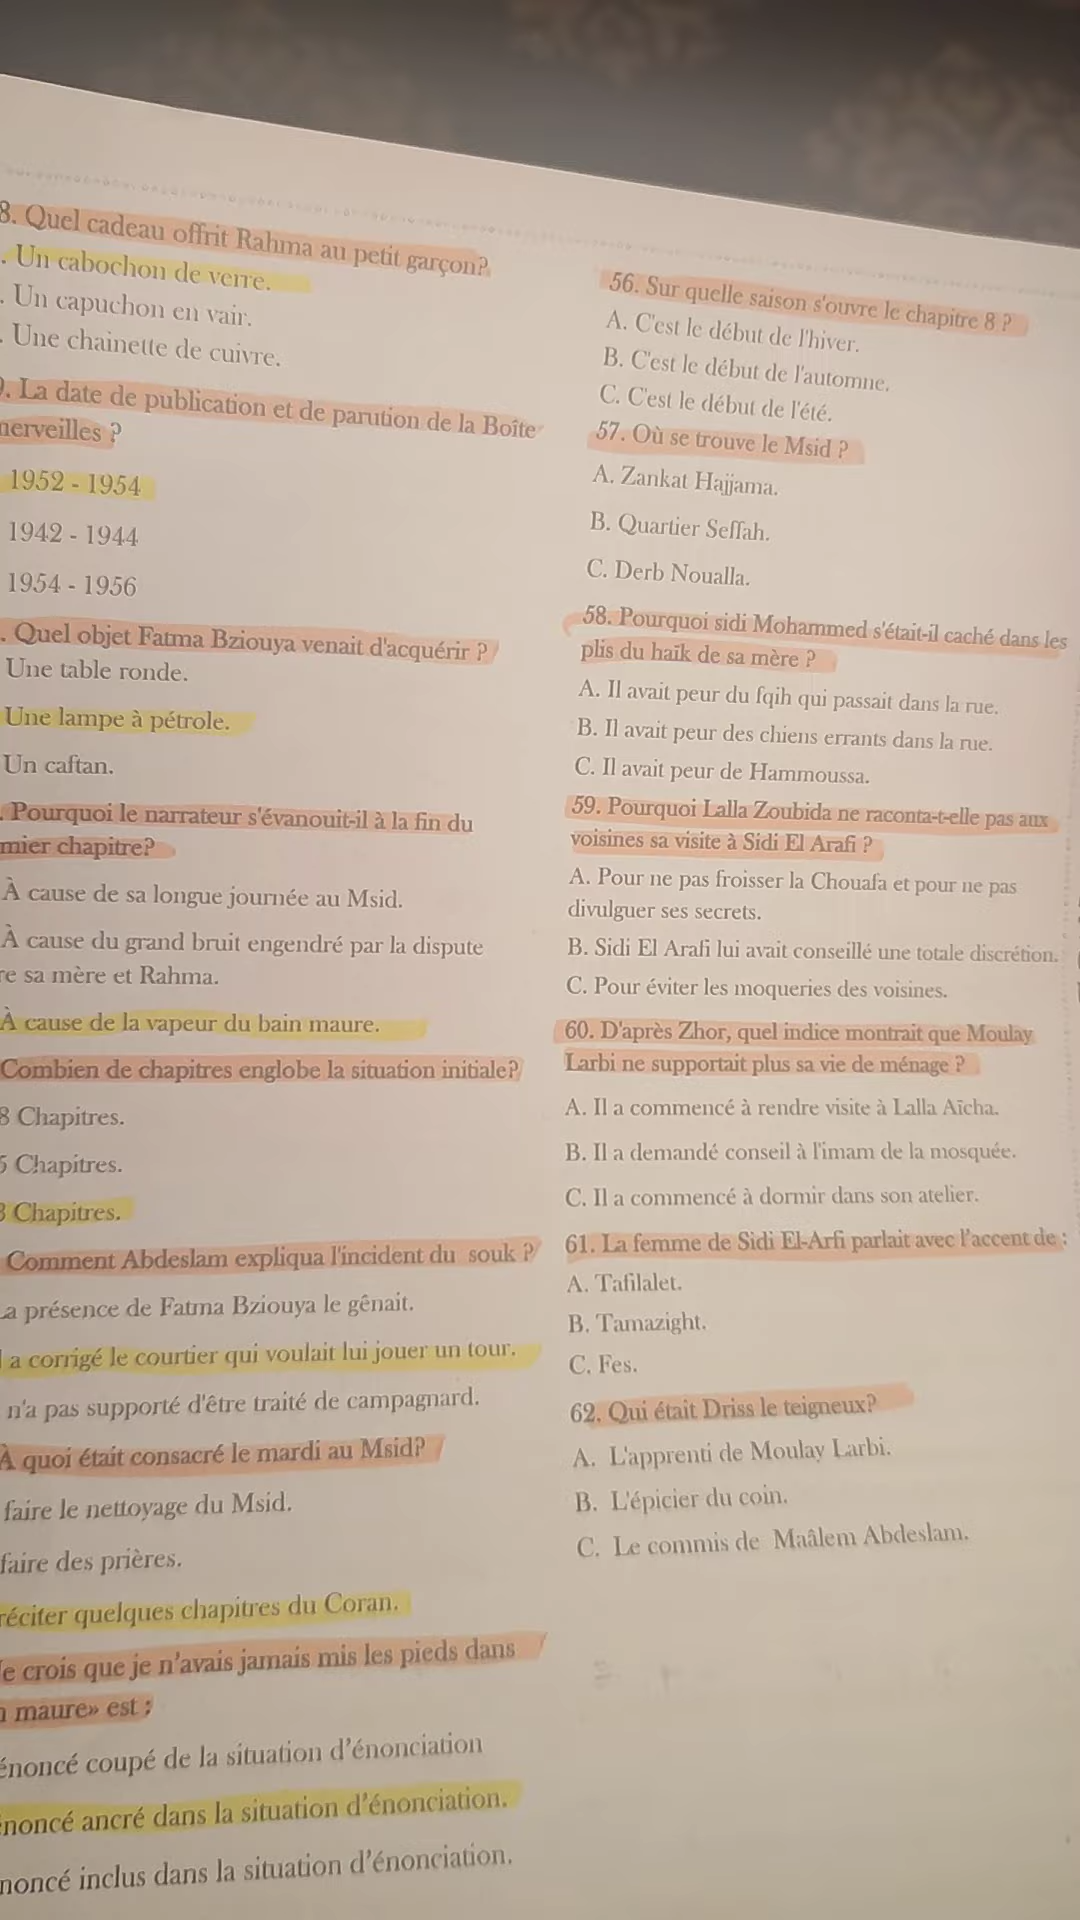 8. Quel cadeau offrit Rahma au petit garçon?
. Un cabochon de verre.
. Un capuchon en vair.
. Une chainette de cuivre.
. La date de publication et de parution de la Boîte
merveilles ?
1952 - 1954
1942 - 1944
1954 - 1956
. Quel objet Fatma Bziouya venait d'acquérir ?
Une table ronde.
Une lampe à pétrole.
Un caftan.
. Pourquoi le narrateur s'évanouit-il à la fin du
mier chapitre?
À cause de sa longue journée au Msid.
À cause du grand bruit engendré par la dispute
re sa mère et Rahma.
À cause de la vapeur du bain maure.
Combien de chapitres englobe la situation initiale?
8 Chapitres.
5 Chapitres.
3 Chapitres.
Comment Abdeslam expliqua l'incident du souk ?
La présence de Fatma Bziouya le gênait.
a corrigé le courtier qui voulait lui jouer un tour.
n'a pas supporté d'être traité de campagnard.
À quoi était consacré le mardi au Msid?
faire le nettoyage du Msid.
faire des prières.
réciter quelques chapitres du Coran.
Je crois que je n'avais jamais mis les pieds dans
n maure» est :
énoncé coupé de la situation d'énonciation
énoncé ancré dans la situation d'énonciation.
noncé inclus dans la situation d'énonciation.
56. Sur quelle saison s'ouvre le chapitre 8 ?
A. C'est le début de l'hiver.
B. C'est le début de l'automne.
C. C'est le début de l'été.
57. Où se trouve le Msid ?
A. Zankat Hajjama.
B. Quartier Seffah.
C. Derb Noualla.
58. Pourquoi sidi Mohammed s'était-il caché dans les
plis du haïk de sa mère ?
A. Il avait peur du fqih qui passait dans la rue.
B. Il avait peur des chiens errants dans la rue.
C. Il avait peur de Hammoussa.
59. Pourquoi Lalla Zoubida ne raconta-t-elle pas aux
voisines sa visite à Sidi El Arafi ?
A. Pour ne pas froisser la Chouafa et pour ne pas
divulguer ses secrets.
B. Sidi El Arafi lui avait conseillé une totale discrétion.
C. Pour éviter les moqueries des voisines.
60. D'après Zhor, quel indice montrait que Moulay
Larbi ne supportait plus sa vie de ménage ?
A. Il a commencé à rendre visite à Lalla Aïcha.
B. Il a demandé conseil à l'imam de la mosquée.
C. Il a commencé à dormir dans son atelier.
61. La femme de Sidi El-Arfi parlait avec l'accent de :
A. Tafilalet.
B. Tamazight.
C. Fes.
62. Qui était Driss le teigneux?
A. L'apprenti de Moulay Larbi.
B. L'épicier du coin.
C. Le commis de Maâlem Abdeslam.